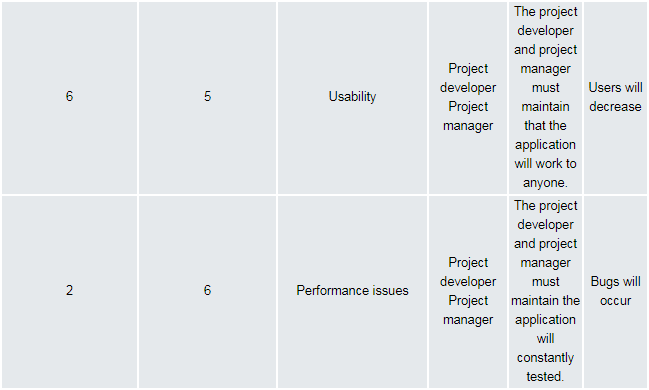 6
5
Usability
Project
developer
Project
manager
The project
developer
and project
manager
must
maintain
that the
application
will work to
anyone.
Users will
decrease
2
6
Performance issues
Project
developer
Project
manager
The project
developer
and project
manager
must
maintain the
application
will
constantly
tested.
Bugs will
occur